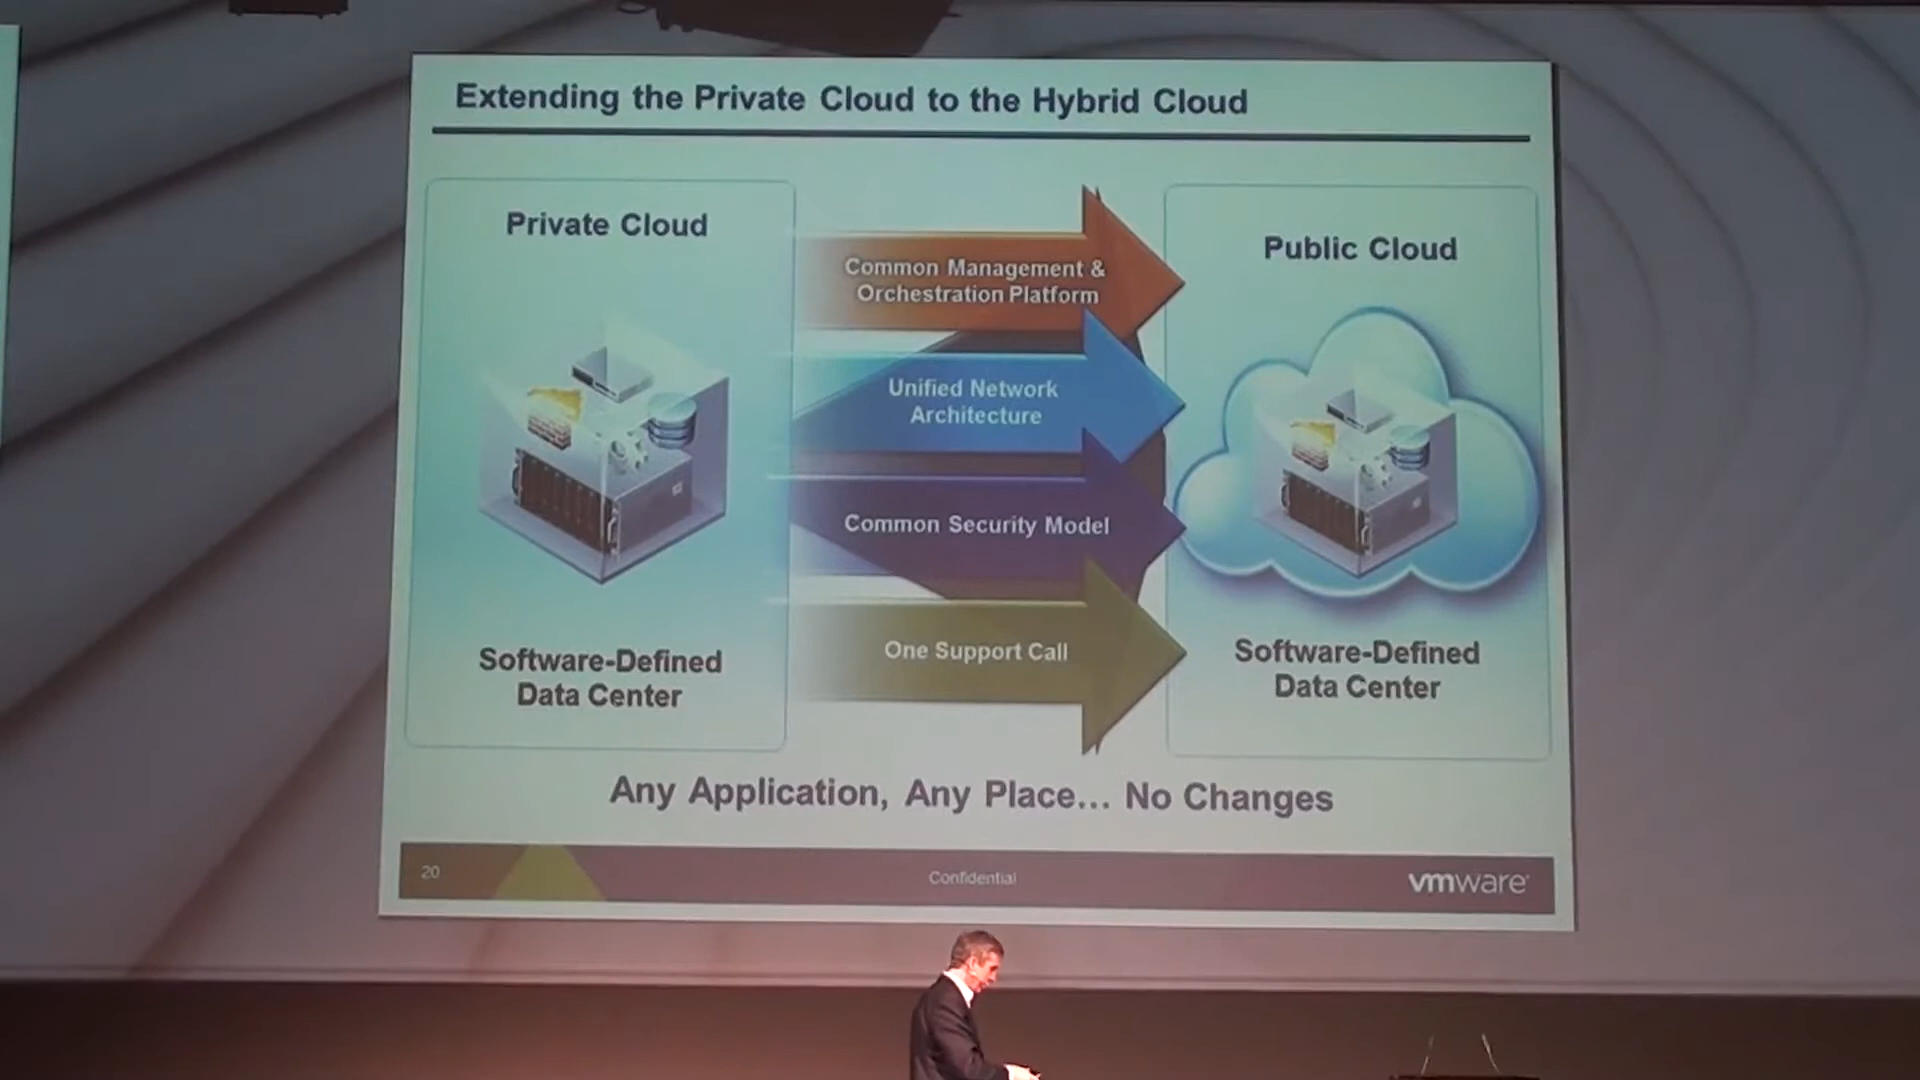 Extending the Private Cloud to the Hybrid Cloud
Private Cloud
Software-Defined
Data Center
Common Management &
Orchestration Platform
Unified Network
Architecture
Common Security Model
One Support Call
Public Cloud
Software-Defined
Data Center
Any Application, Any Place... No Changes
20
Confidential
vmware